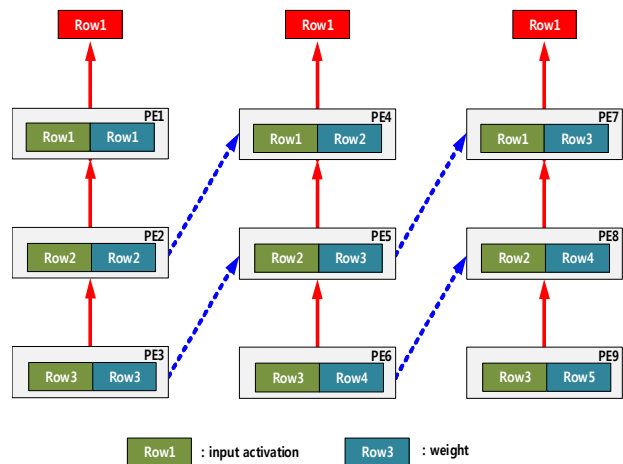 Row1 Row1 Row1
PE1 PE4 PE7
Row1 Row1 Row1 Row2 Row1 Row3
PE2 PE5 PE8
Row2 Row2 Row2 Row3 Row2 Row4
PE3 PE6 PE9
Row3 Row3 Row3 Row4 Row3 Row5
Row1 : input activation Row3 : weight